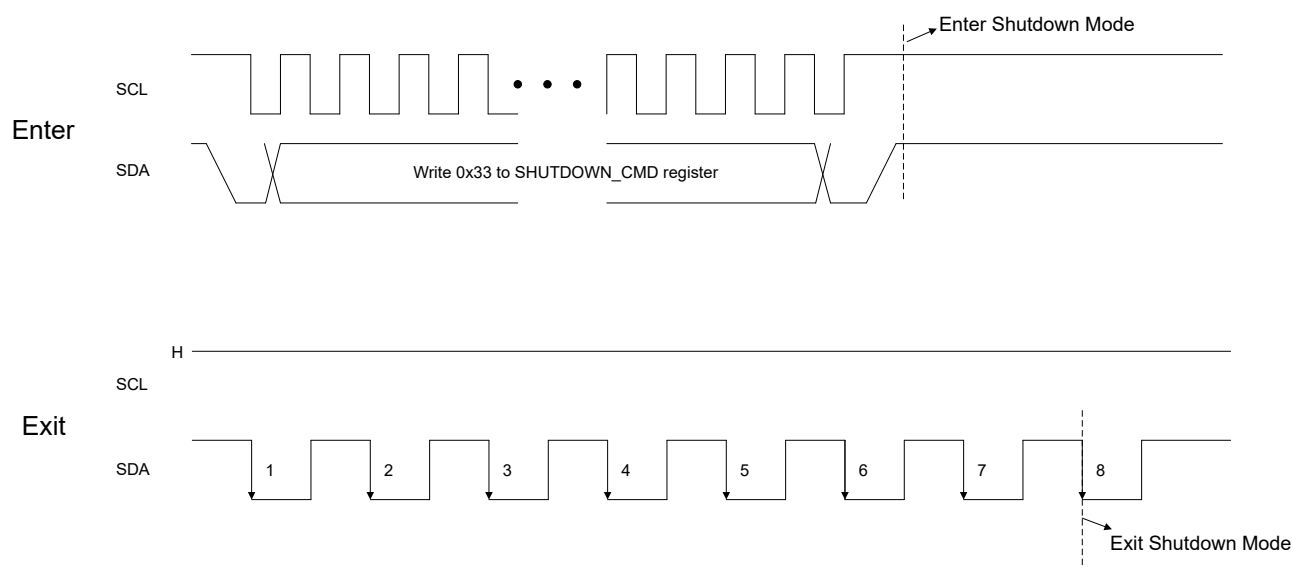 Enter Shutdown Mode
SCL
Enter
SDA
Write 0x33 to SHUTDOWN_CMD register
H
SCL
Exit
SDA
1 2 3 4 5 6 7 8
Exit Shutdown Mode